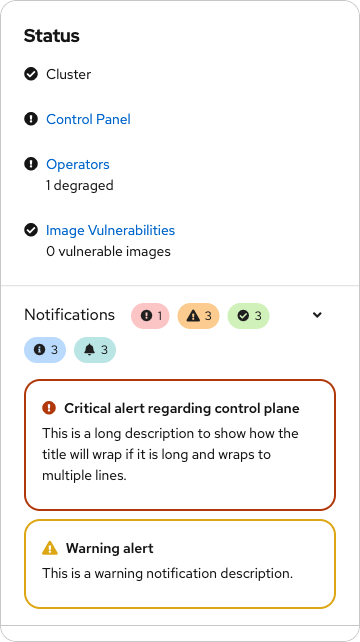 Status
Cluster
Control Panel
Operators
1 degraded
Image Vulnerabilities
0 vulnerable images
Notifications 1 3 3
3 3
Critical alert regarding control plane
This is a long description to show how the
title will wrap if it is long and wraps to
multiple lines.
Warning alert
This is a warning notification description.